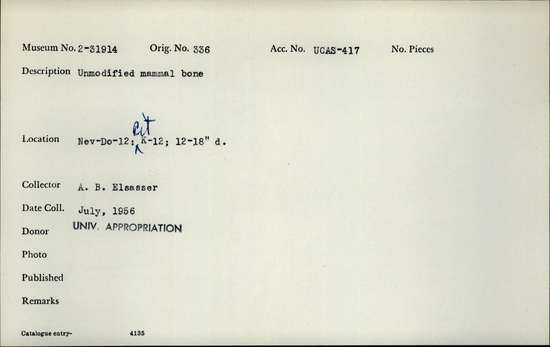 Museum No. 2-31914 Orig. No. 336 Acc. No. UCAS-417 No. Pieces
Description Unmodified mammal bone
pit
Location Nev-Do-12; K-12; 12-18" d.
Collector A. B. Elsasser
Date Coll. July, 1956
Donor UNIV. APPROPRIATION
Photo
Published
Remarks
Catalogue entry- 4135